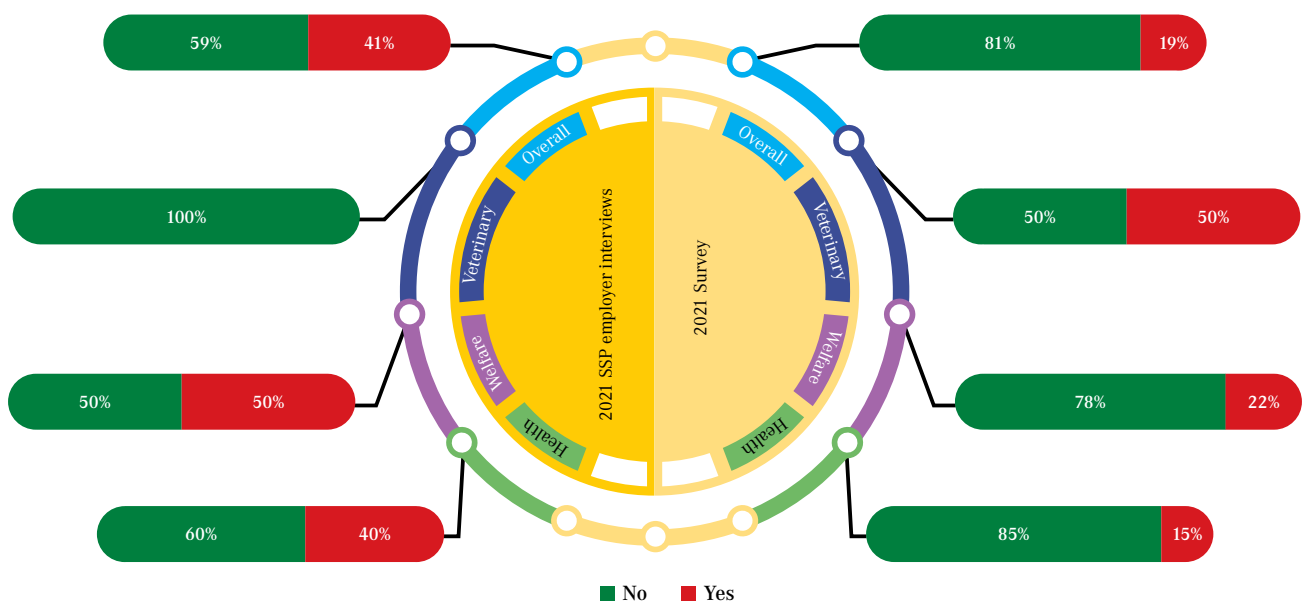 59% 41%
81% 19%
100%
50% 50%
50% 50%
78% 22%
60% 40%
85% 15%
Overall
Veterinary
Welfare
Health
2021 SSP employer interviews
2021 Survey
Overall
Veterinary
Welfare
Health
No Yes